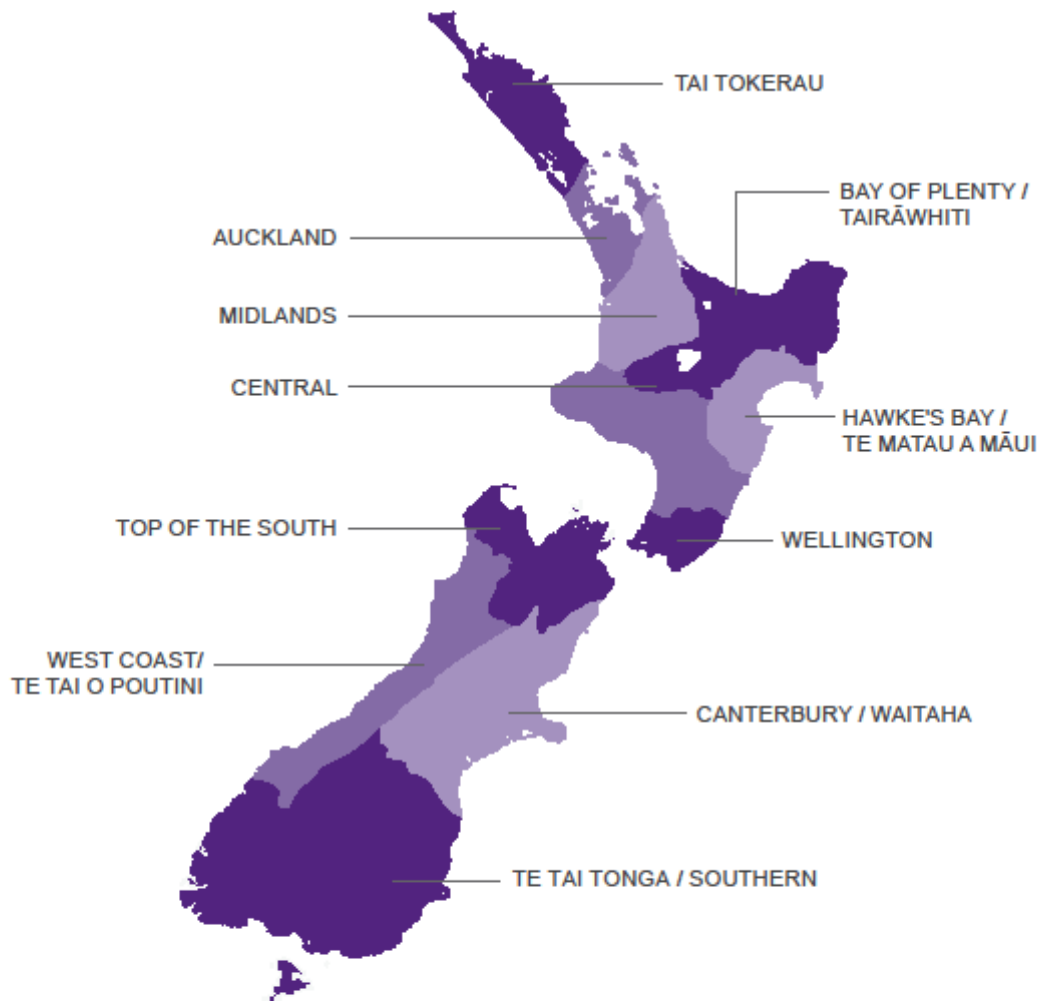 TAI TOKERAU
BAY OF PLENTY /
TAIRĀWHITI
AUCKLAND
MIDLANDS
CENTRAL
HAWKE'S BAY /
TE MATAU A MĀUI
TOP OF THE SOUTH
WELLINGTON
WEST COAST/
TE TAI O POUTINI
CANTERBURY / WAITAHA
TE TAI TONGA / SOUTHERN